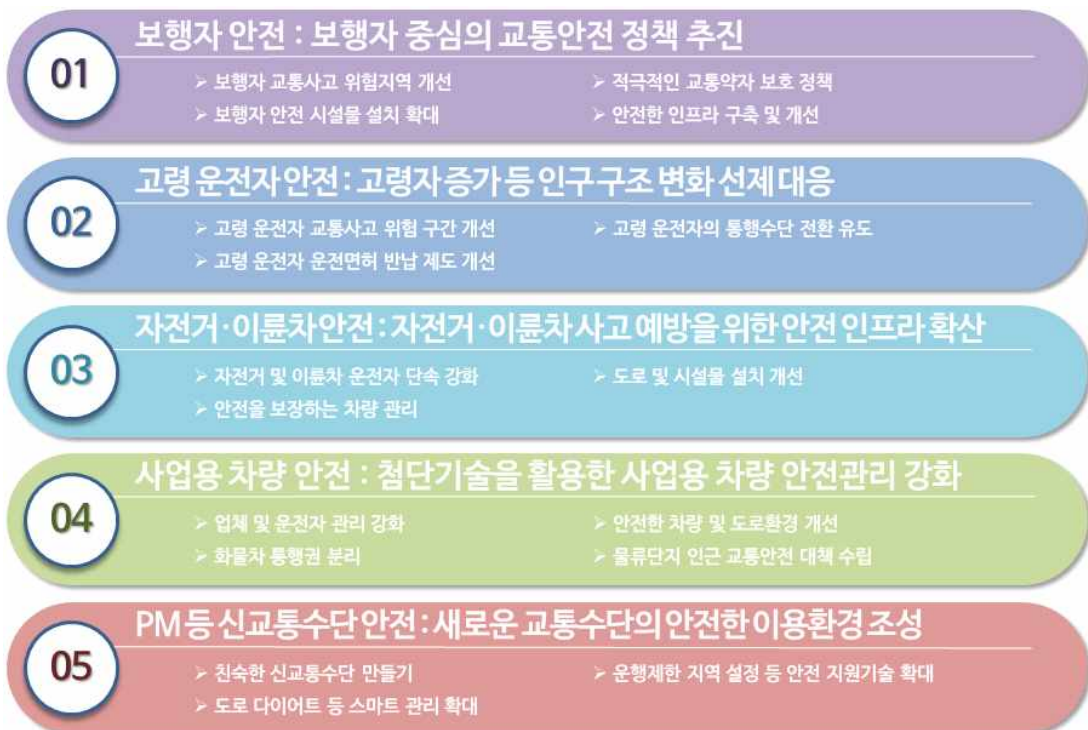 01
보행자 안전 : 보행자 중심의 교통안전 정책 추진
➢ 보행자 교통사고 위험지역 개선
➢ 적극적인 교통약자 보호 정책
➢ 보행자 안전 시설물 설치 확대
➢ 안전한 인프라 구축 및 개선
02
고령 운전자 안전 : 고령자 증가 등 인구 구조 변화 선제 대응
➢ 고령 운전자 교통사고 위험 구간 개선
➢ 고령 운전자의 통행수단 전환 유도
➢ 고령 운전자 운전면허 반납 제도 개선
03
자전거·이륜차 안전 : 자전거·이륜차 사고 예방을 위한 안전 인프라 확산
➢ 자전거 및 이륜차 운전자 단속 강화
➢ 도로 및 시설물 설치 개선
➢ 안전을 보장하는 차량 관리
04
사업용 차량 안전 : 첨단기술을 활용한 사업용 차량 안전관리 강화
➢ 업체 및 운전자 관리 강화
➢ 안전한 차량 및 도로환경 개선
➢ 화물차 통행권 분리
➢ 물류단지 인근 교통안전 대책 수립
05
PM 등 신교통수단 안전 : 새로운 교통수단의 안전한 이용환경 조성
➢ 친숙한 신교통수단 만들기
➢ 운행제한 지역 설정 등 안전 지원기술 확대
➢ 도로 다이어트 등 스마트 관리 확대